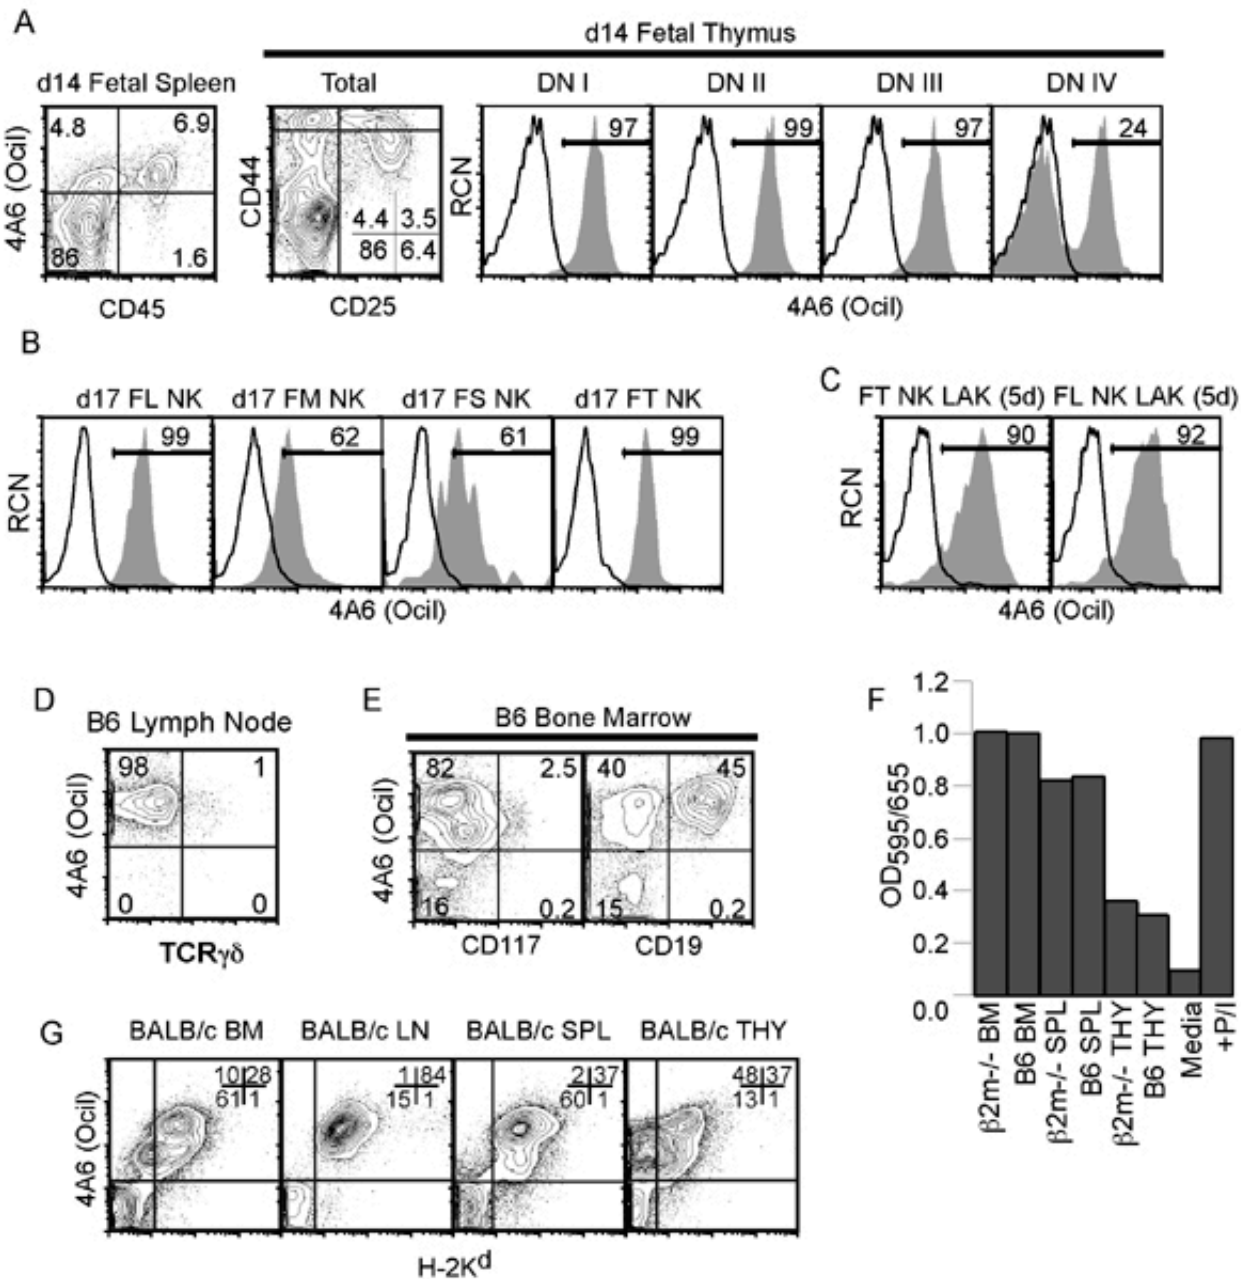 A
d14 Fetal Thymus
d14 Fetal Spleen
Total
DN I
DN II
DN III
DN IV
4.8
6.9
86
1.6
4A6 (Ocil)
CD45
CD44
4.4 3.5
86 6.4
CD25
RCN
97
99
97
24
4A6 (Ocil)
B
d17 FL NK
d17 FM NK
d17 FS NK
d17 FT NK
RCN
99
62
61
99
4A6 (Ocil)
C
FT NK LAK (5d)
FL NK LAK (5d)
RCN
90
92
4A6 (Ocil)
D
B6 Lymph Node
98
1
0
0
4A6 (Ocil)
TCRγδ
E
B6 Bone Marrow
4A6 (Ocil)
82
2.5
16
0.2
40
45
15
0.2
CD117
CD19
F
1.2
1.0
0.8
0.6
0.4
0.2
0.0
OD595/655
β2m-/- BM
B6 BM
β2m-/- SPL
B6 SPL
β2m-/- THY
B6 THY
Media
+P/I
G
BALB/c BM
BALB/c LN
BALB/c SPL
BALB/c THY
4A6 (Ocil)
10 28
61 1
1 84
15 1
2 37
60 1
48 37
13 1
H-2Kd